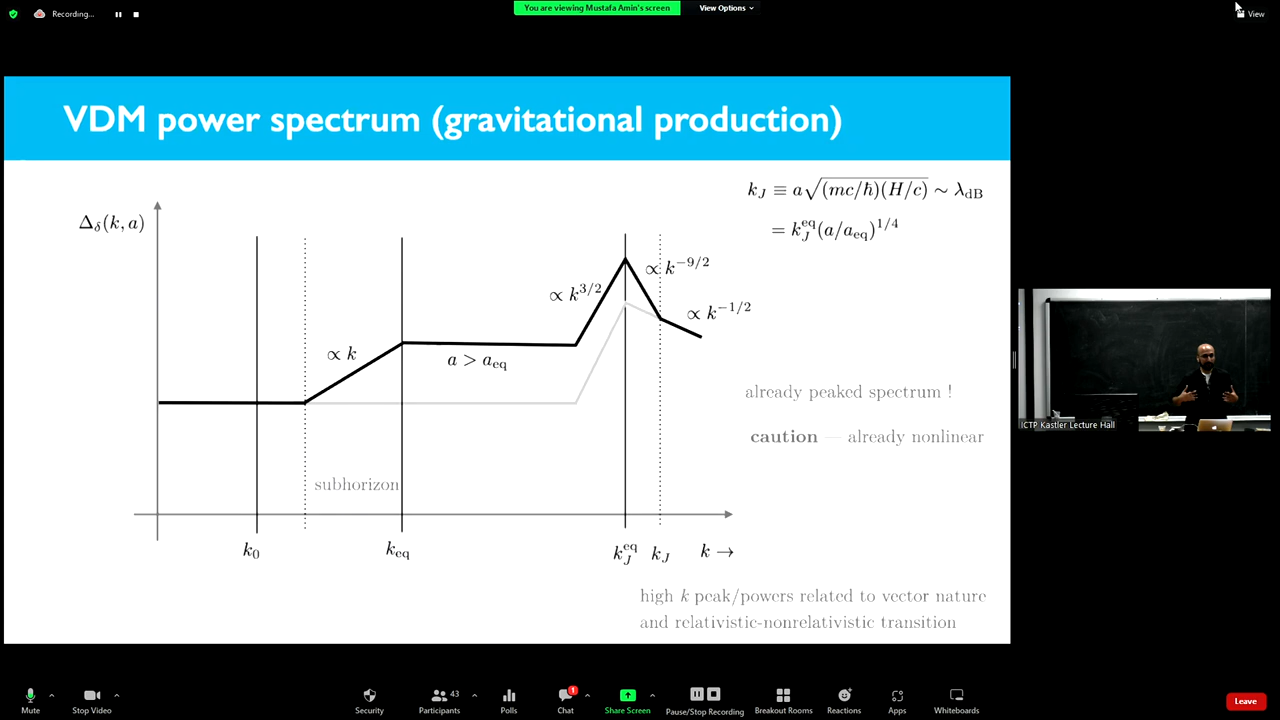 Recording...
You are viewing Mustafa Amin's screen
View Options
View
VDM power spectrum (gravitational production)
k_J ≡ a√(mc/ħ)(H/c) ∼ λ_dB
= k_J^eq (a/a_eq)^1/4
Δ_δ(k, a)
∝ k^−9/2
∝ k^3/2
∝ k^−1/2
∝ k
a > a_eq
already peaked spectrum !
caution — already nonlinear
ICTP Kastler Lecture Hall
subhorizon
k_0
k_eq
k_J^eq
k_J
k →
high k peak/powers related to vector nature
and relativistic-nonrelativistic transition
Mute
Stop Video
Security
Participants
43
Polls
Chat
1
Share Screen
Pause/Stop Recording
Breakout Rooms
Reactions
Apps
Whiteboards
Leave